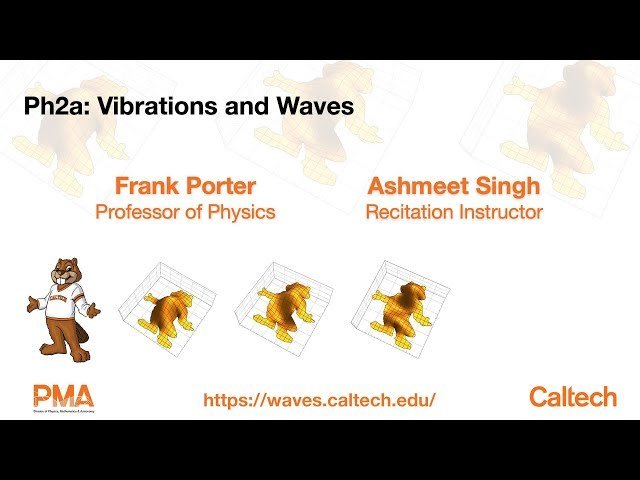 Ph2a: Vibrations and Waves
Frank Porter
Professor of Physics
Ashmeet Singh
Recitation Instructor
CALTECH
PMA
Division of Physics, Mathematics & Astronomy
https://waves.caltech.edu/
Caltech